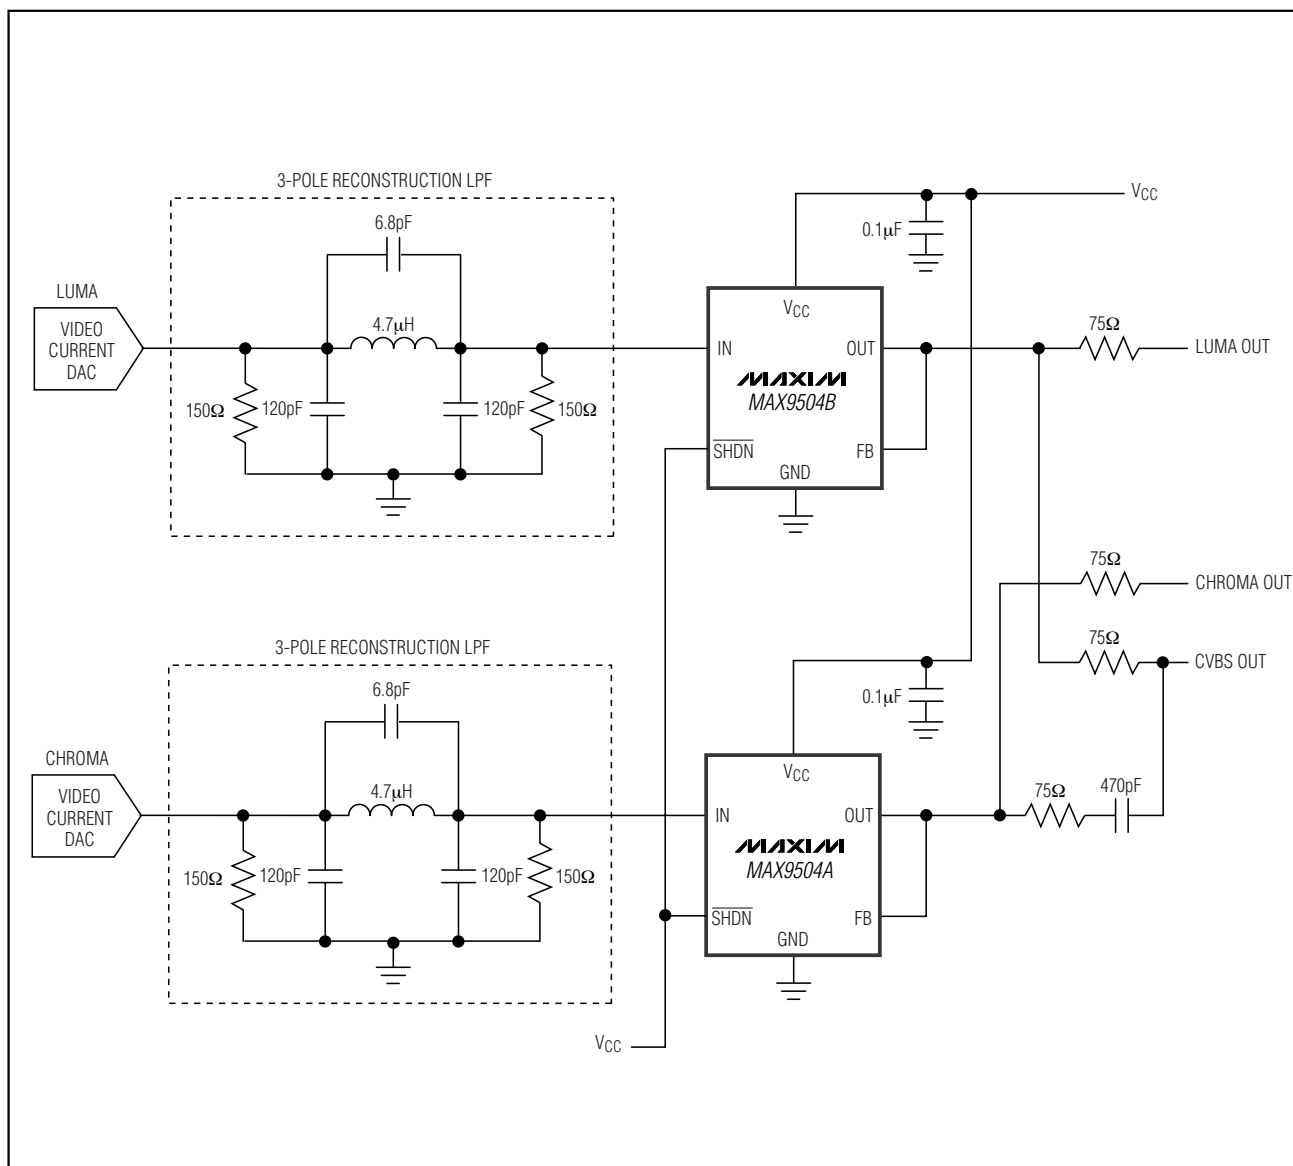 3-POLE RECONSTRUCTION LPF
6.8pF
LUMA
VIDEO
CURRENT
DAC
4.7µH
150Ω
120pF
120pF
150Ω
VCC
0.1µF
VCC
IN
OUT
MAXIM
MAX9504B
SHDN
FB
GND
75Ω
LUMA OUT
75Ω
CHROMA OUT
75Ω
CVBS OUT
3-POLE RECONSTRUCTION LPF
6.8pF
CHROMA
VIDEO
CURRENT
DAC
4.7µH
150Ω
120pF
120pF
150Ω
0.1µF
VCC
IN
OUT
MAXIM
MAX9504A
SHDN
FB
GND
75Ω
470pF
VCC